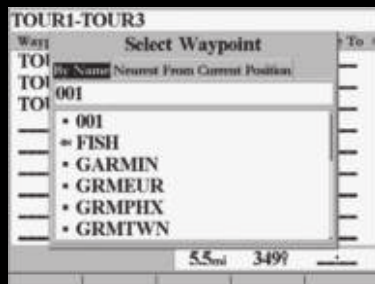 TOUR1-TOUR3
Select Waypoint
To
By Name Nearest From Current Position
001
• 001
FISH
• GARMIN
• GRMEUR
• GRMPHX
• GRMTWN
5.5mi 349°